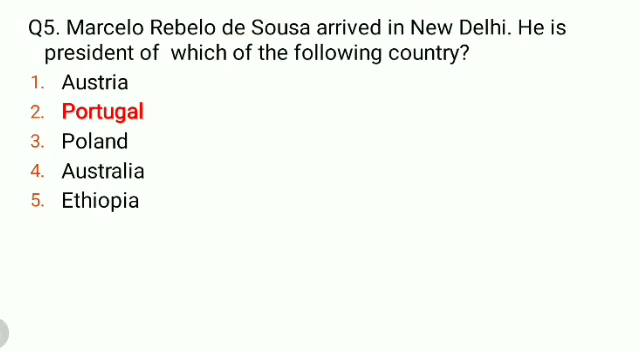 Q5. Marcelo Rebelo de Sousa arrived in New Delhi. He is
president of which of the following country?
1. Austria
2. Portugal
3. Poland
4. Australia
5. Ethiopia